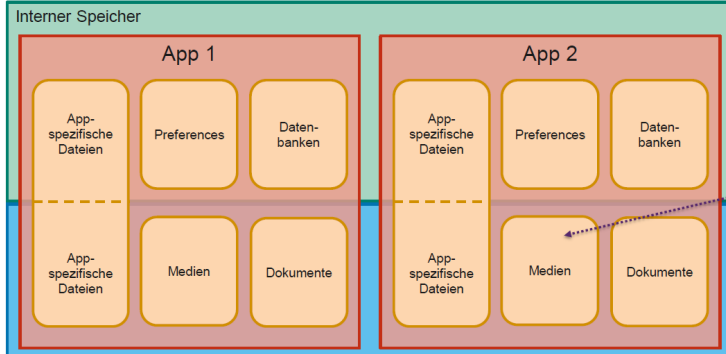 Interner Speicher
App 1
App-
spezifische
Dateien
Preferences
Daten-
banken
App-
spezifische
Dateien
Medien
Dokumente
App 2
App-
spezifische
Dateien
Preferences
Daten-
banken
App-
spezifische
Dateien
Medien
Dokumente